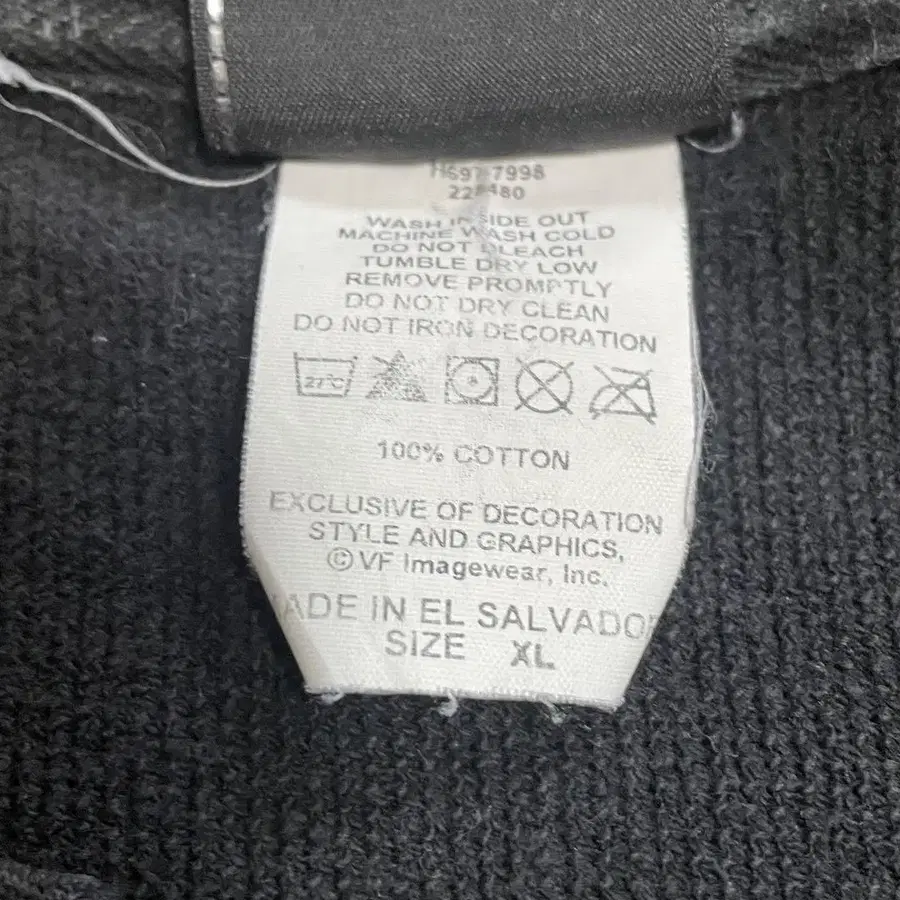 H697-7998
WASH INSIDE OUT
MACHINE WASH COLD
DO NOT BLEACH
TUMBLE DRY LOW
REMOVE PROMPTLY
DO NOT DRY CLEAN
DO NOT IRON DECORATION
27°C
100% COTTON
EXCLUSIVE OF DECORATION
STYLE AND GRAPHICS,
© VF Imagewear, Inc.
MADE IN EL SALVADOR
SIZE XL